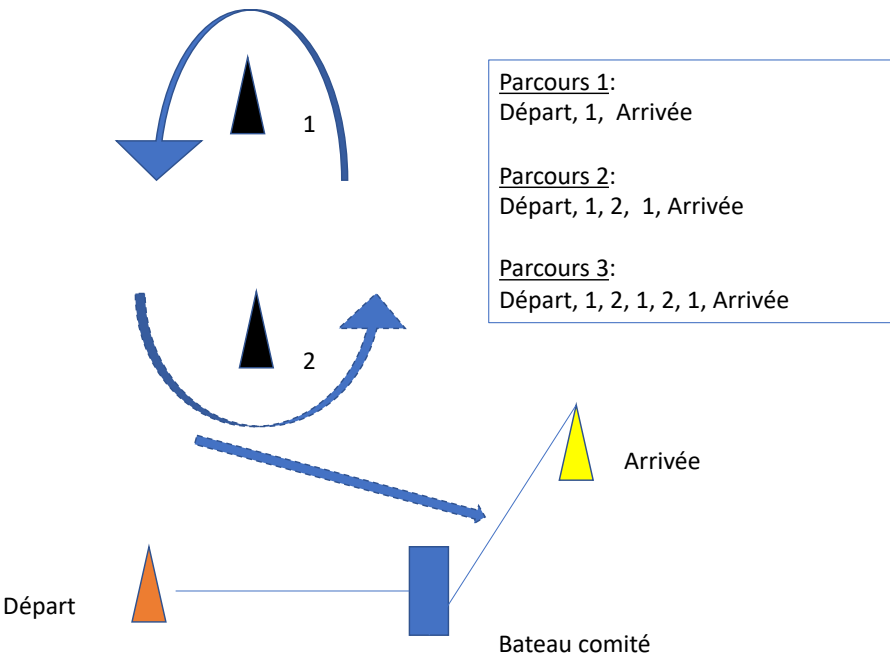 1
Parcours 1:
Départ, 1, Arrivée
Parcours 2:
Départ, 1, 2, 1, Arrivée
Parcours 3:
Départ, 1, 2, 1, 2, 1, Arrivée
2
Arrivée
Départ
Bateau comité